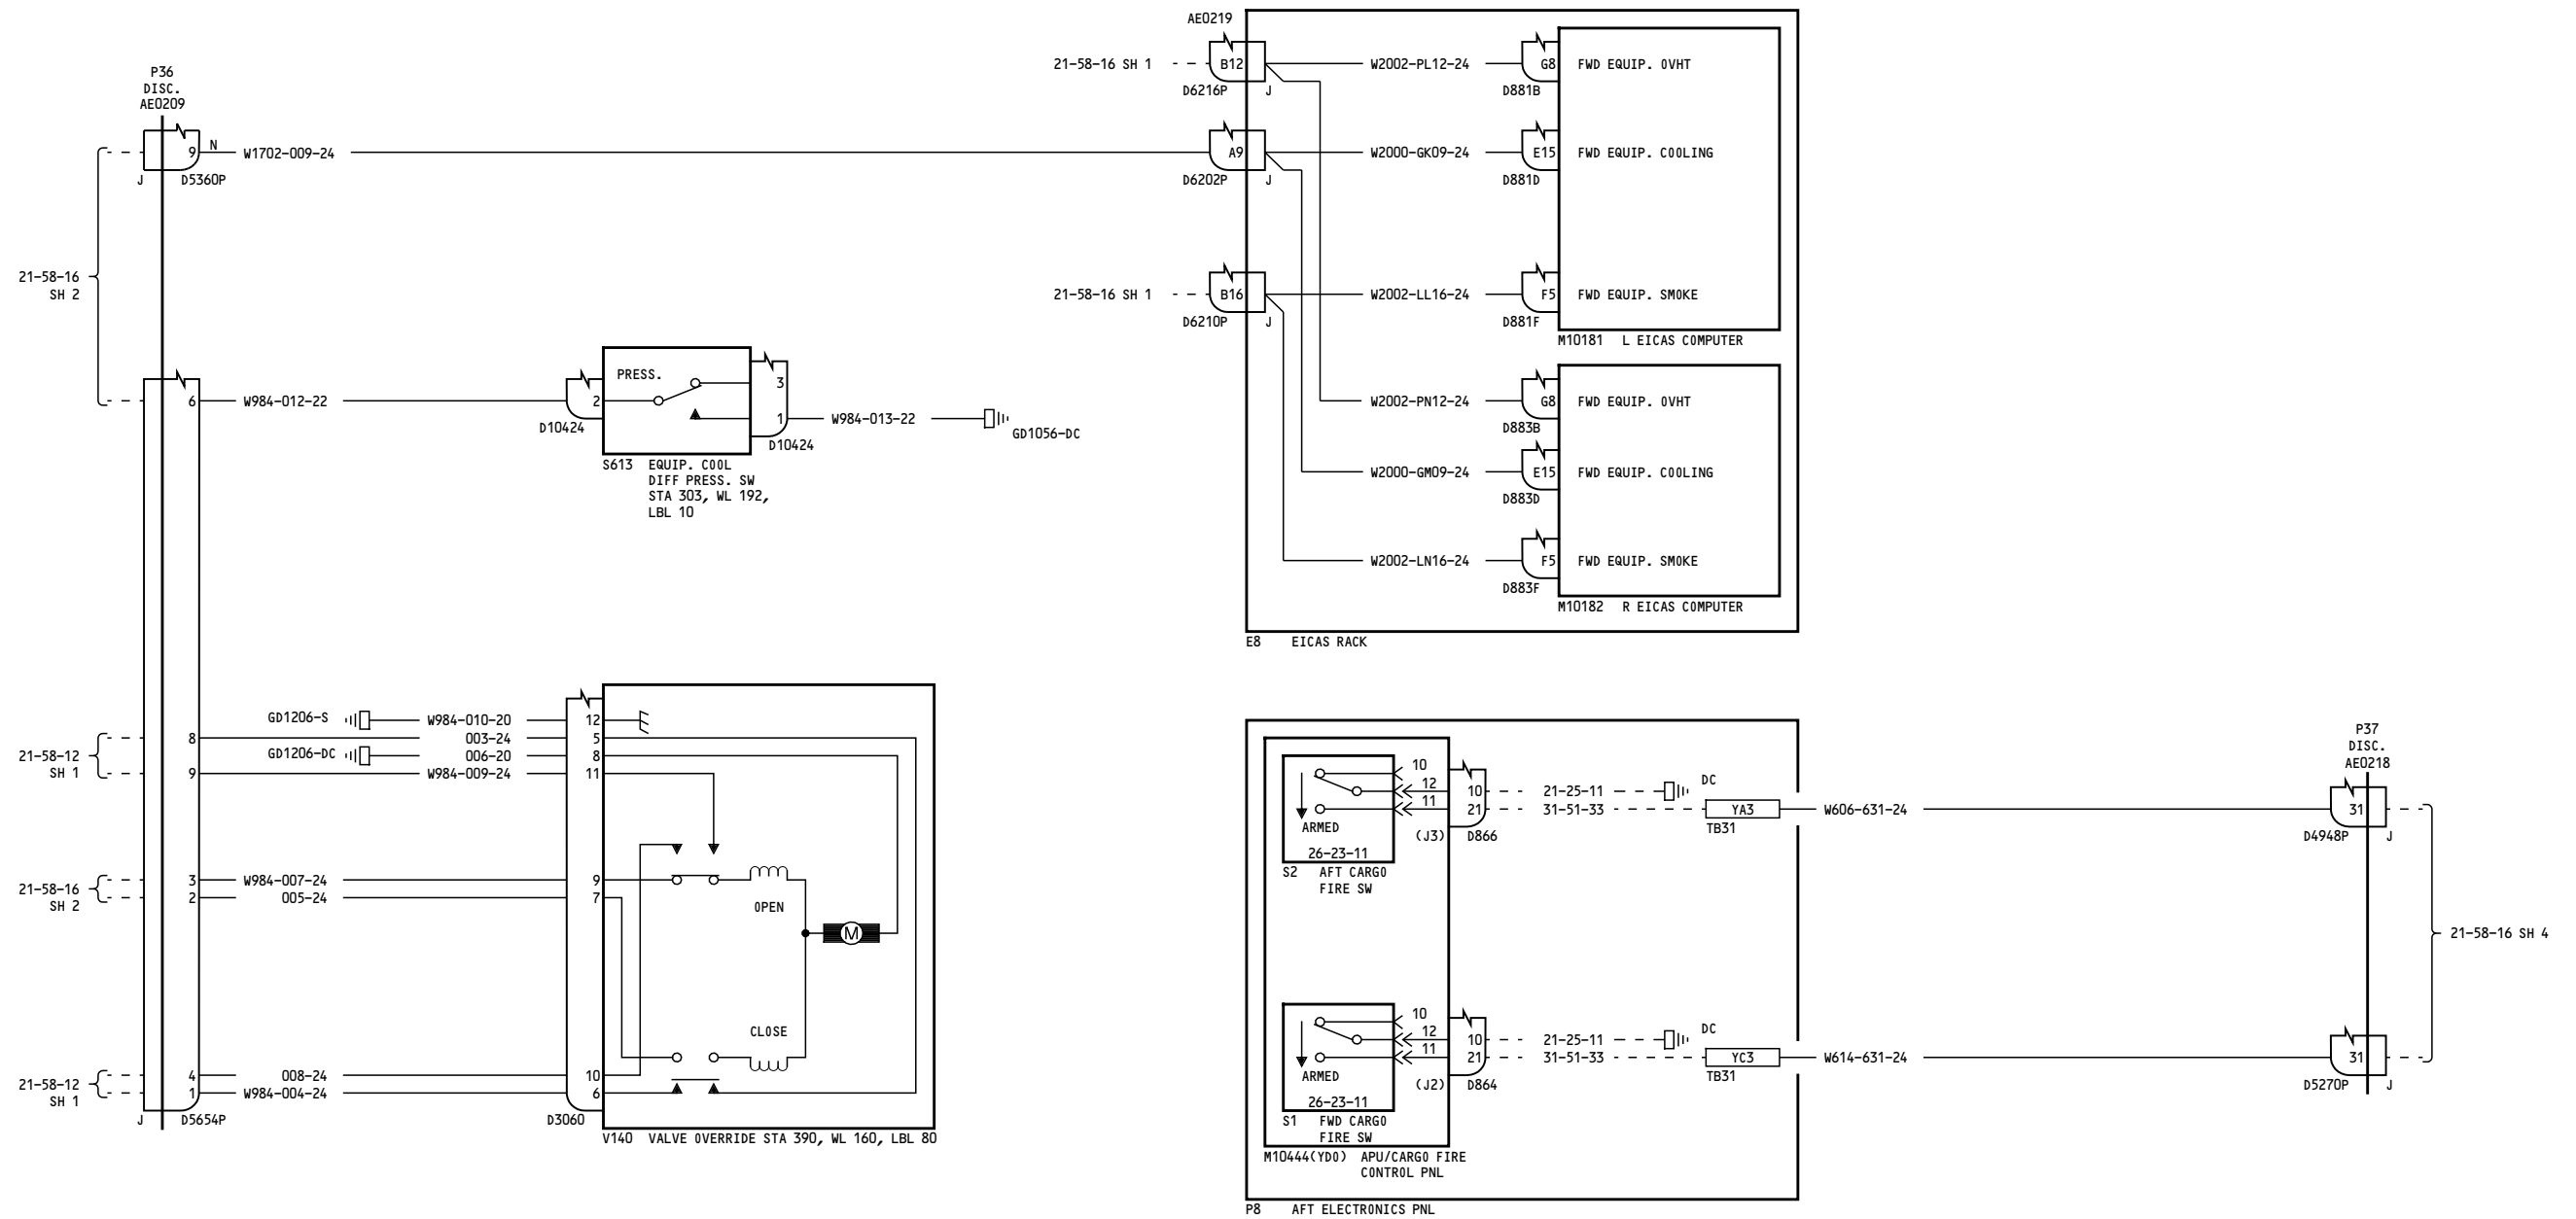 P36
DISC.
AE0209
9
N
W1702-009-24
J
D5360P
21-58-16
SH 2
6
W984-012-22
2
D10424
PRESS.
3
1
D10424
W984-013-22
GD1056-DC
S613 EQUIP. COOL
DIFF PRESS. SW
STA 303, WL 192,
LBL 10
GD1206-S
W984-010-20
12
8
003-24
5
GD1206-DC
006-20
8
9
W984-009-24
11
21-58-12
SH 1
3
W984-007-24
9
2
005-24
7
21-58-16
SH 2
OPEN
M
CLOSE
4
008-24
10
1
W984-004-24
6
21-58-12
SH 1
J
D5654P
D3060
V140 VALVE OVERRIDE STA 390, WL 160, LBL 80
AE0219
21-58-16 SH 1
B12
D6216P
J
W2002-PL12-24
G8
FWD EQUIP. OVHT
D881B
A9
D6202P
J
W2000-GK09-24
E15
FWD EQUIP. COOLING
D881D
21-58-16 SH 1
B16
D6210P
J
W2002-LL16-24
F5
FWD EQUIP. SMOKE
D881F
M10181 L EICAS COMPUTER
W2002-PN12-24
G8
FWD EQUIP. OVHT
D883B
W2000-GM09-24
E15
FWD EQUIP. COOLING
D883D
W2002-LN16-24
F5
FWD EQUIP. SMOKE
D883F
M10182 R EICAS COMPUTER
E8 EICAS RACK
10
12
11
ARMED
26-23-11
S2 AFT CARGO
FIRE SW
(J3)
10
21
D866
21-25-11
DC
31-51-33
YA3
TB31
W606-631-24
P37
DISC.
AE0218
31
D4948P
J
10
12
11
ARMED
26-23-11
S1 FWD CARGO
FIRE SW
(J2)
10
21
D864
21-25-11
DC
31-51-33
YC3
TB31
W614-631-24
31
D5270P
J
21-58-16 SH 4
M10444(YD0) APU/CARGO FIRE
CONTROL PNL
P8 AFT ELECTRONICS PNL